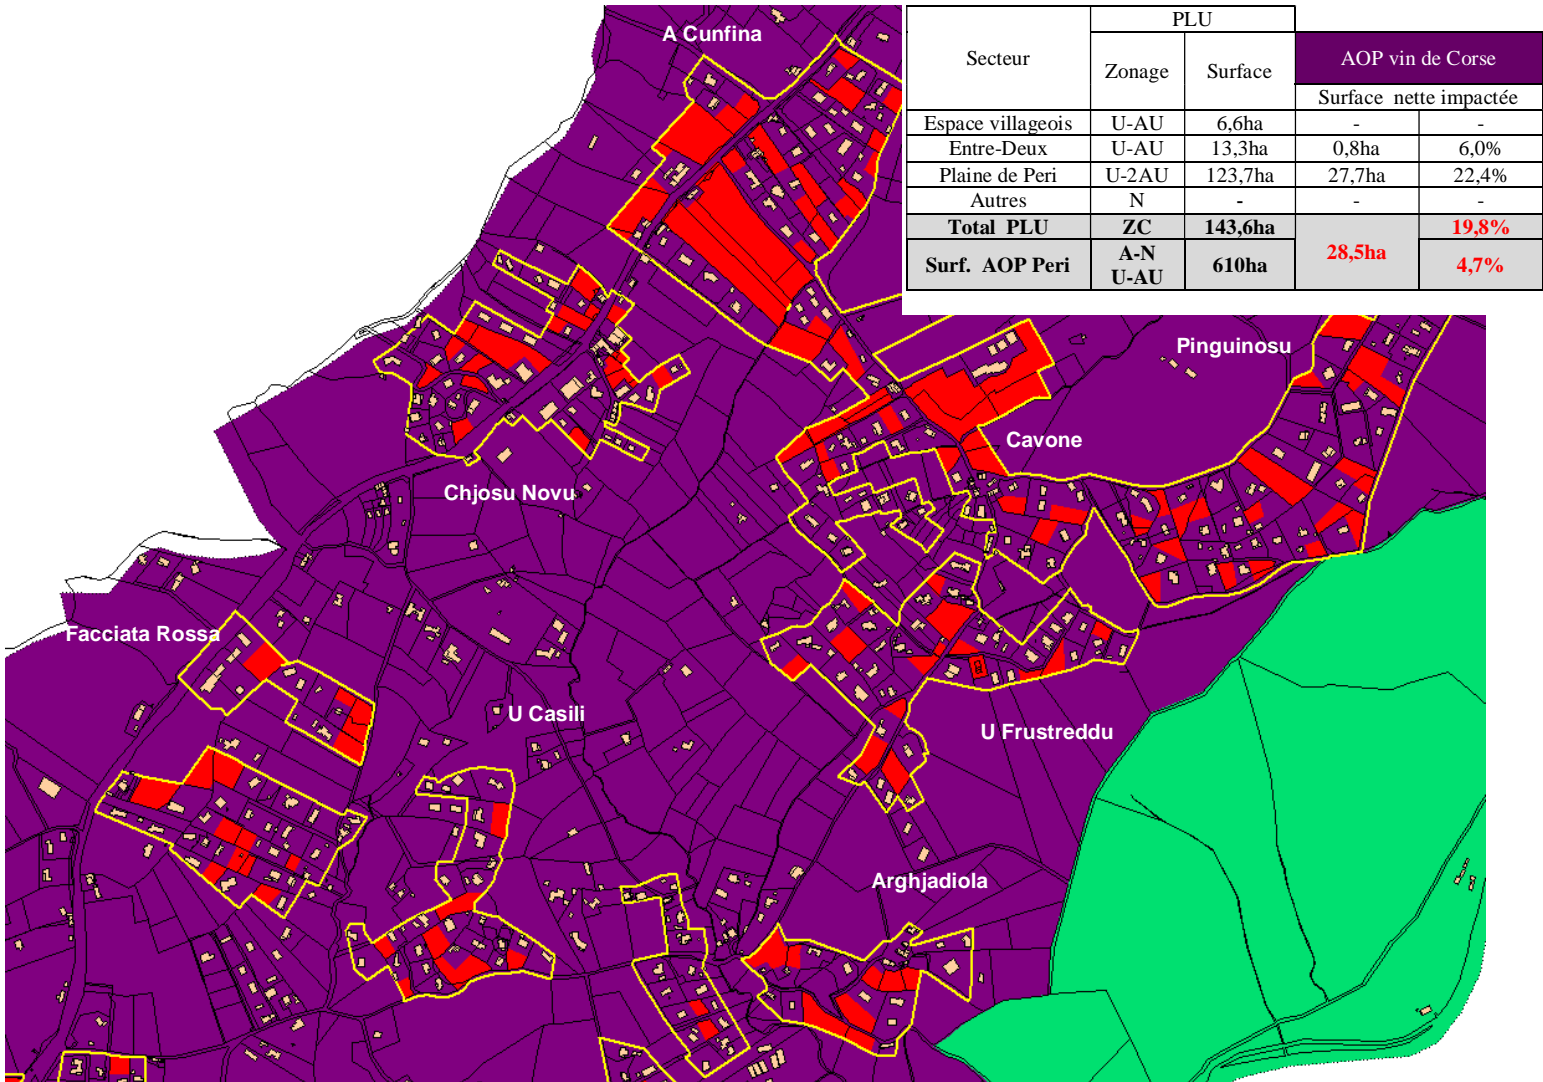 A Cunfina
Secteur
PLU
Zonage
Surface
AOP vin de Corse
Surface nette impactée
Espace villageois U-AU 6,6ha - -
Entre-Deux U-AU 13,3ha 0,8ha 6,0%
Plaine de Peri U-2AU 123,7ha 27,7ha 22,4%
Autres N - - -
Total PLU ZC 143,6ha 28,5ha 19,8%
Surf. AOP Peri A-N U-AU 610ha 4,7%
Pinguinosu
Cavone
Chjosu Novu
Facciata Rossa
U Casili
U Frustreddu
Arghjadiola